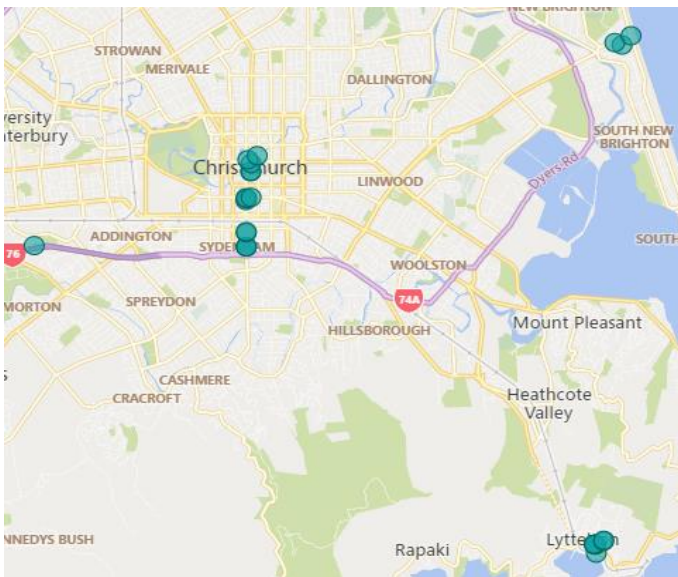 NEW BRIGHTON
STROWAN
MERIVALE
DALLINGTON
versity
nterbury
SOUTH NEW
BRIGHTON
Christchurch
LINWOOD
Dyers Rd
ADDINGTON
SYDENHAM
SOUTH
76
WOOLSTON
MORTON
SPREYDON
74A
HILLSBOROUGH
Mount Pleasant
s
CASHMERE
CRACROFT
Heathcote
Valley
NNEDYS BUSH
Rapaki
Lyttelton